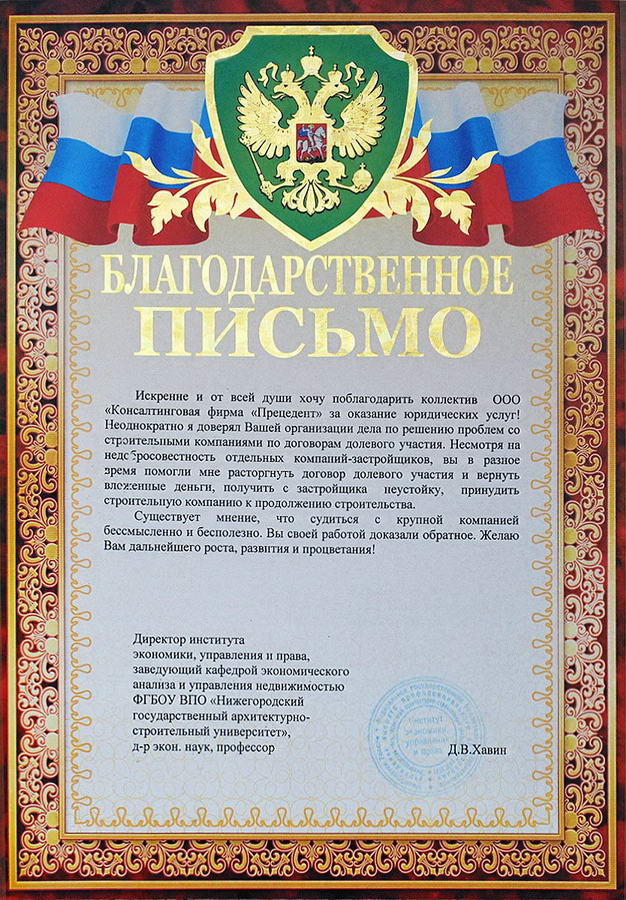 БЛАГОДАРСТВЕННОЕ
ПИСЬМО
Искренне и от всей души хочу поблагодарить коллектив ООО
«Консалтинговая фирма «Прецедент» за оказание юридических услуг!
Неоднократно я доверял Вашей организации дела по решению проблем со
строительными компаниями по договорам долевого участия. Несмотря на
недобросовестность отдельных компаний-застройщиков, вы в разное
время помогли мне расторгнуть договор долевого участия и вернуть
вложенные деньги, получить с застройщика неустойку, принудить
строительную компанию к продолжению строительства.
Существует мнение, что судиться с крупной компанией
бессмысленно и бесполезно. Вы своей работой доказали обратное. Желаю
Вам дальнейшего роста, развития и процветания!
Директор института
экономики, управления и права,
заведующий кафедрой экономического
анализа и управления недвижимостью
ФГБОУ ВПО «Нижегородский
государственный архитектурно-
строительный университет»,
д-р экон. наук, профессор
Д.В.Хавин
Институт
экономики,
управления
и права